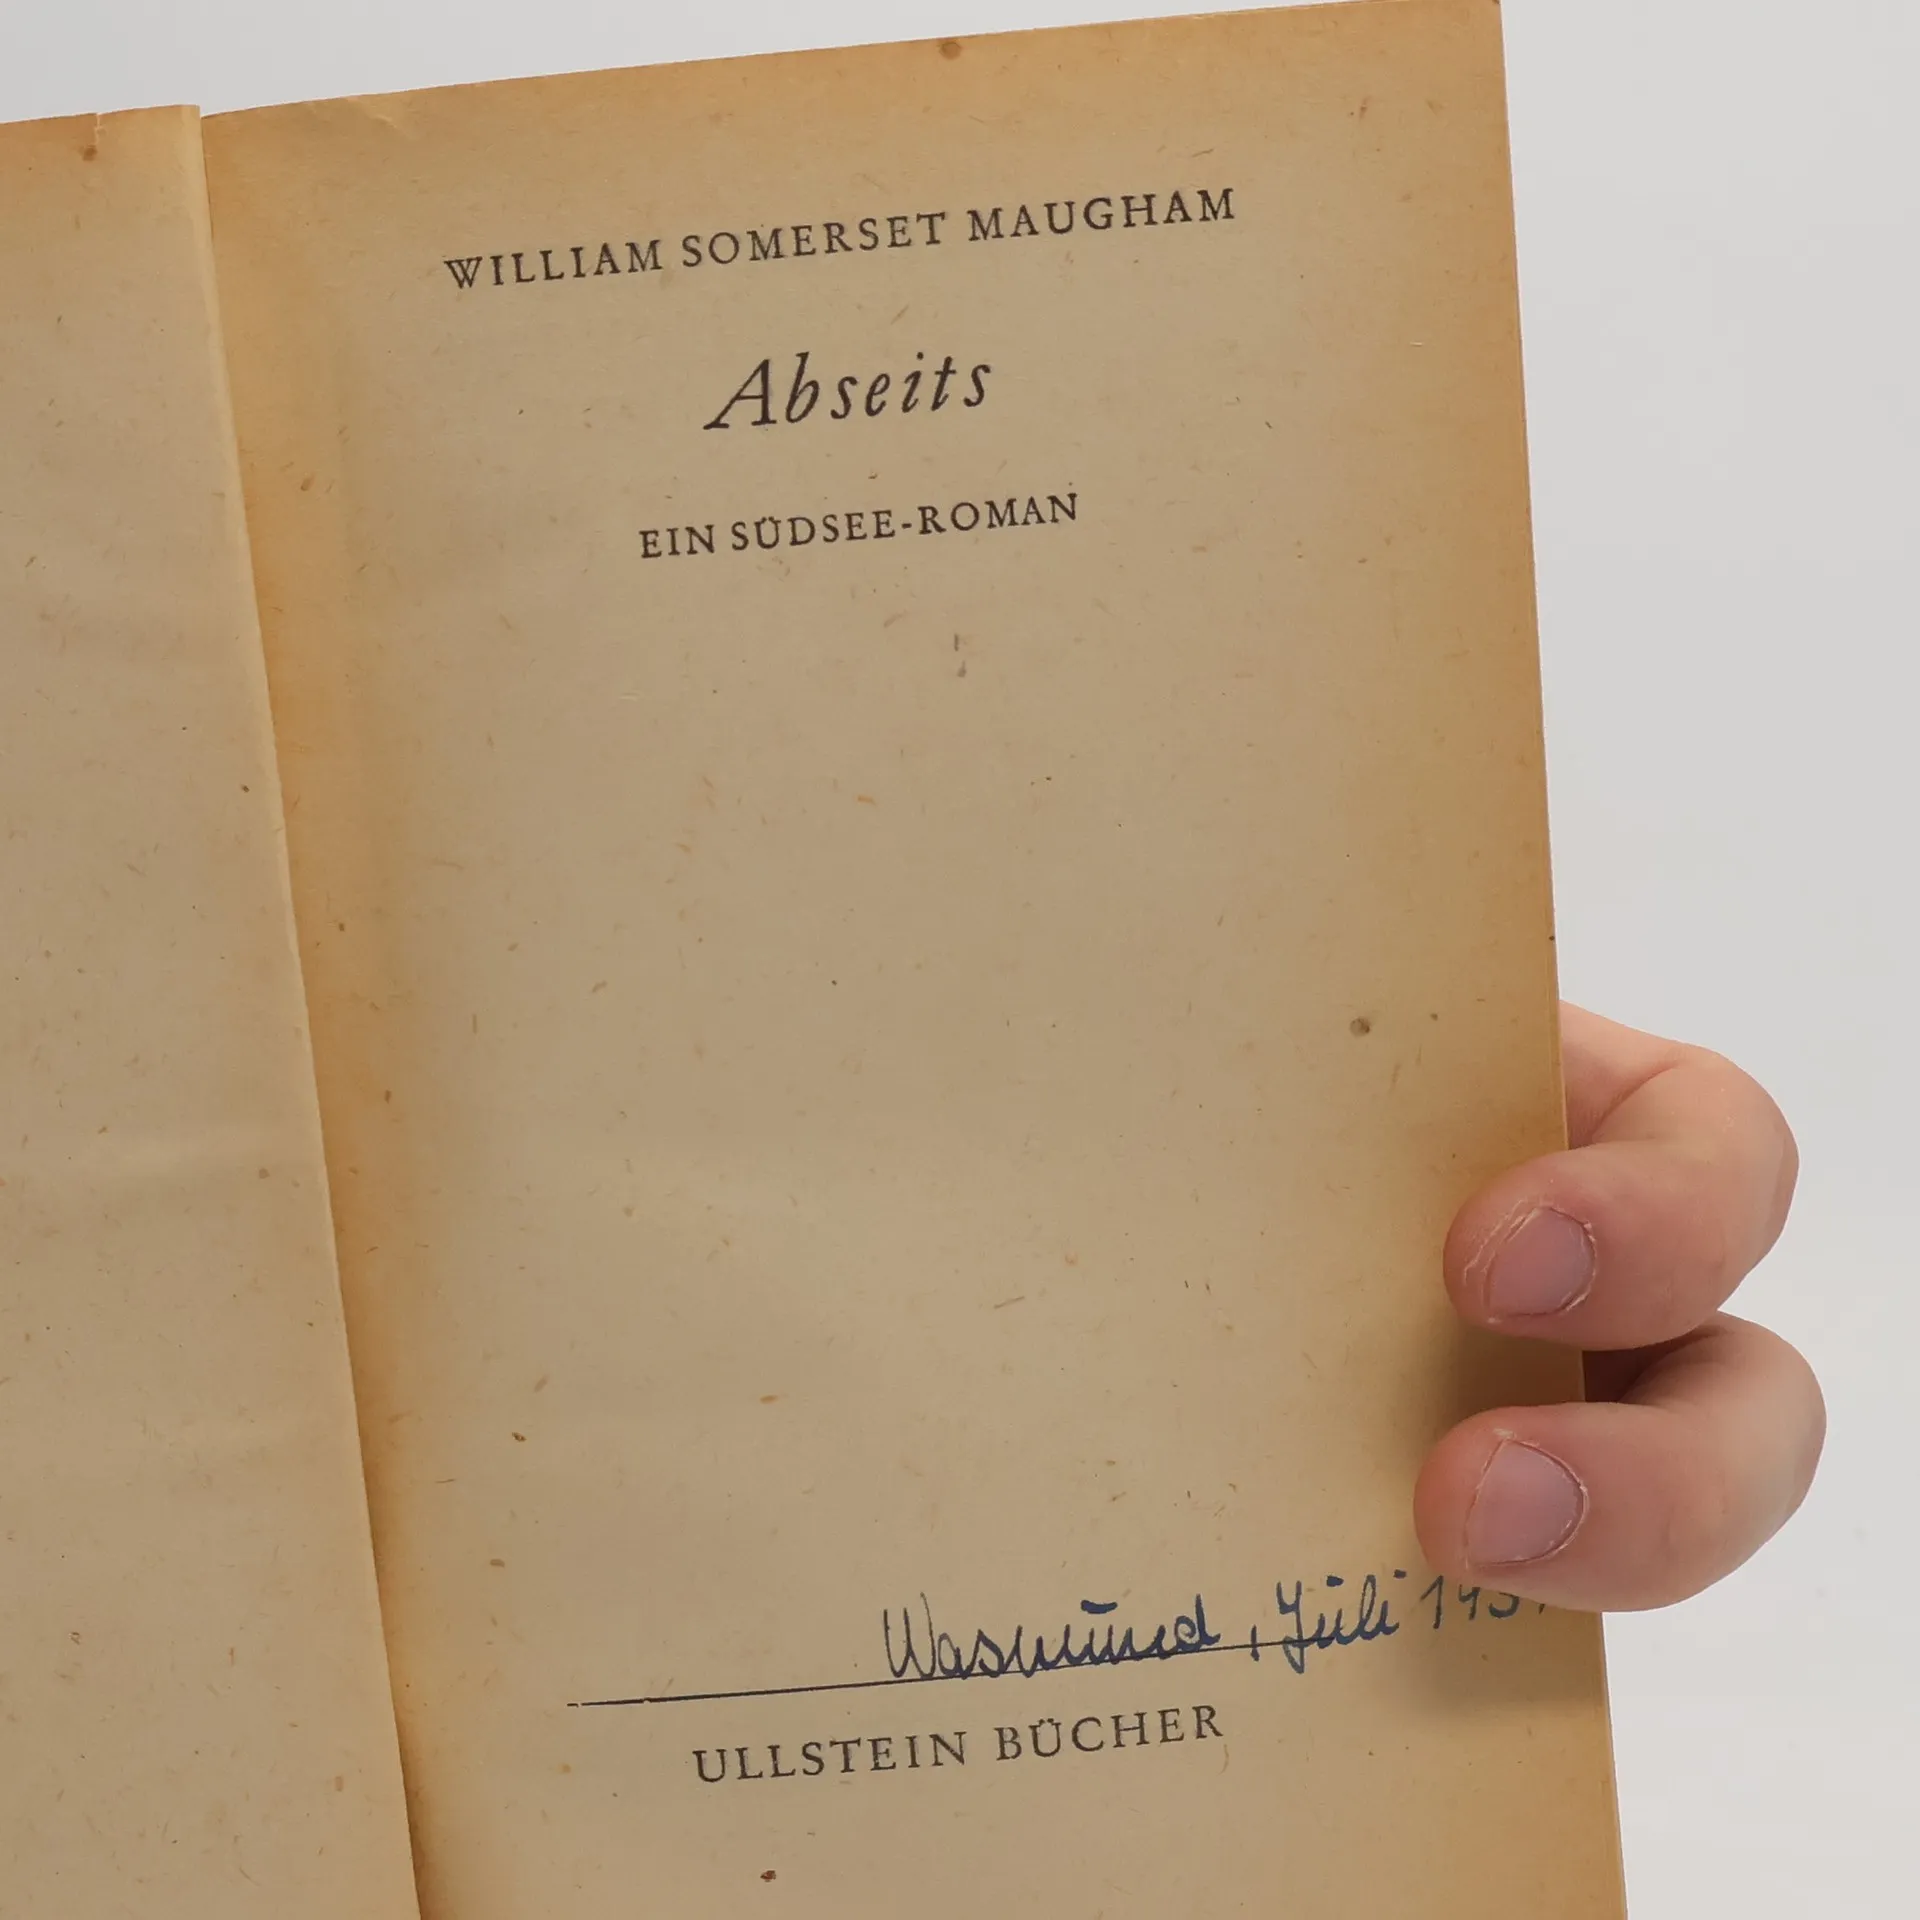 WILLIAM SOMERSET MAUGHAM
Abseits
EIN SÜDSEE-ROMAN
Wasmund, Juli
ULLSTEIN BÜCHER